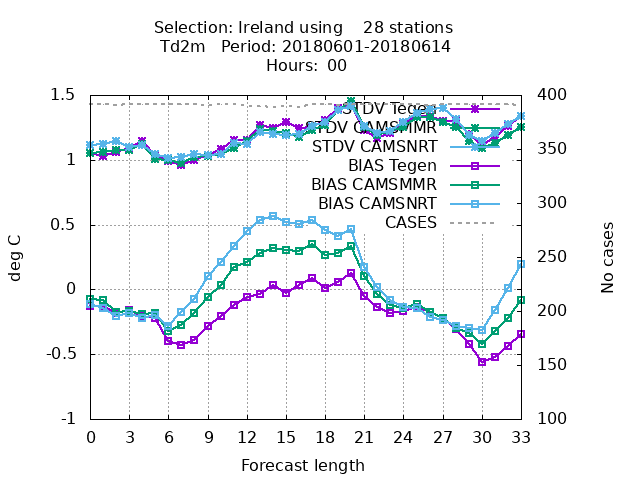 Selection: Ireland using    28 stations
Td2m   Period: 20180601-20180614
Hours:  00
1.5
1
0.5
0
-0.5
-1
deg C
400
350
300
250
200
150
100
No cases
STDV Tegen
STDV CAMSMMR
STDV CAMSNRT
BIAS Tegen
BIAS CAMSMMR
BIAS CAMSNRT
CASES
0 3 6 9 12 15 18 21 24 27 30 33
Forecast length